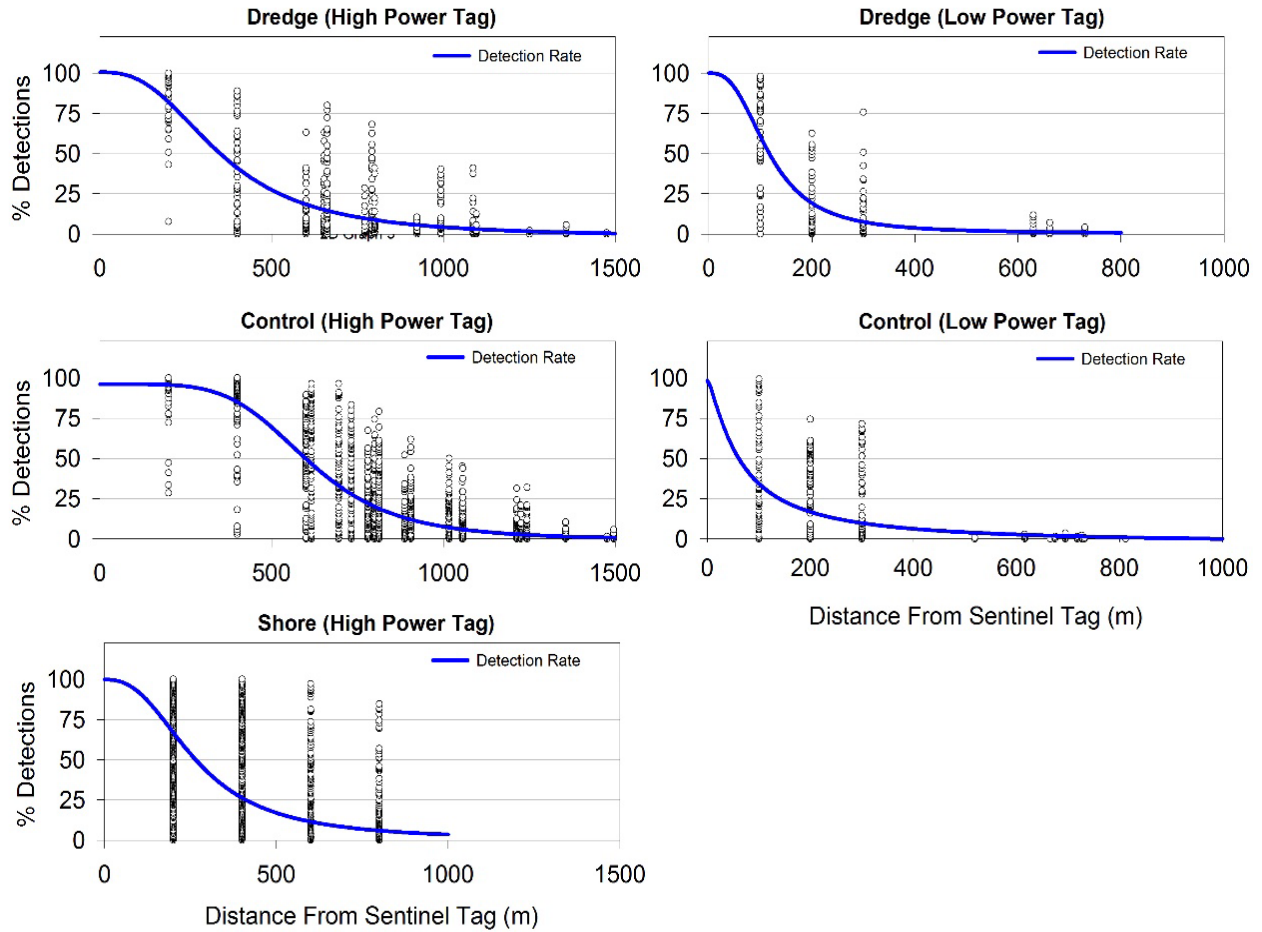 Dredge (High Power Tag)
Detection Rate
% Detections
100
75
50
25
0
0 500 1000 1500
Dredge (Low Power Tag)
Detection Rate
100
75
50
25
0
0 200 400 600 800 1000
Control (High Power Tag)
Detection Rate
% Detections
100
75
50
25
0
0 500 1000 1500
Control (Low Power Tag)
Detection Rate
100
75
50
25
0
0 200 400 600 800 1000
Distance From Sentinel Tag (m)
Shore (High Power Tag)
Detection Rate
% Detections
100
75
50
25
0
0 500 1000 1500
Distance From Sentinel Tag (m)